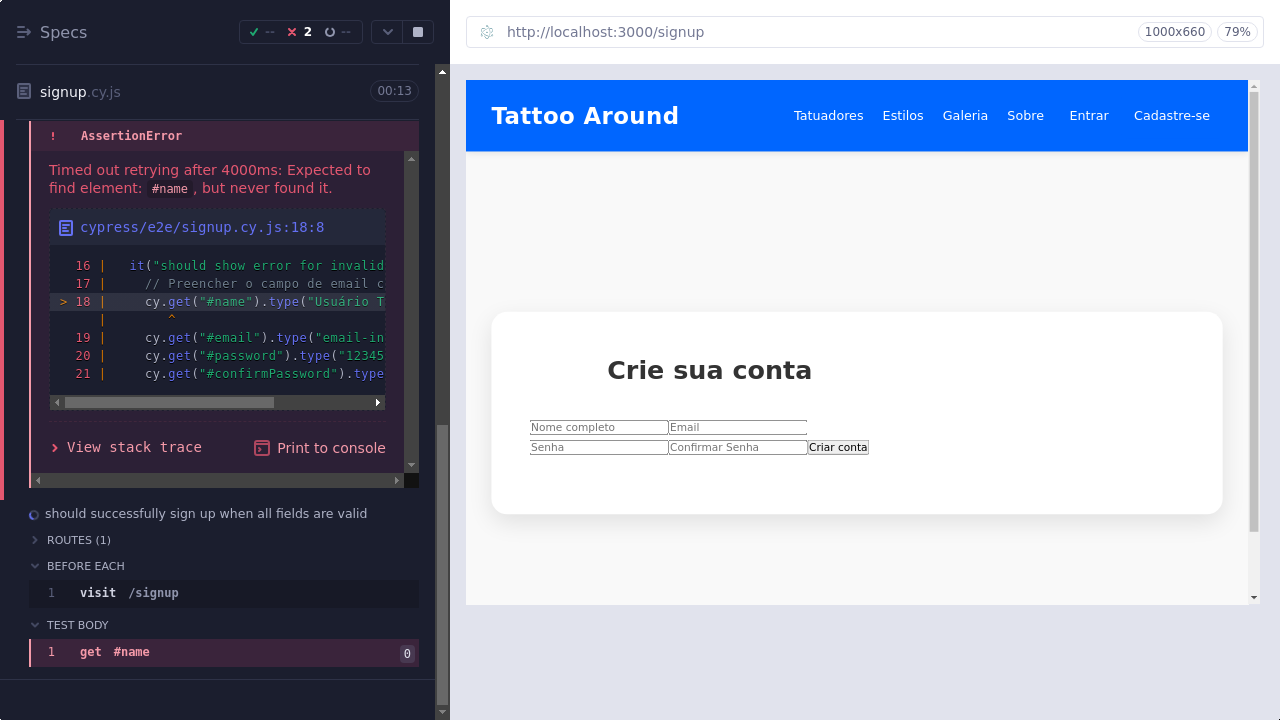 Specs
-- 2 --
signup.cy.js 00:13
! AssertionError
Timed out retrying after 4000ms: Expected to
find element: #name, but never found it.
cypress/e2e/signup.cy.js:18:8
16 | it("should show error for invalid
17 | // Preencher o campo de email c
> 18 | cy.get("#name").type("Usuário T
| ^
19 | cy.get("#email").type("email-in
20 | cy.get("#password").type("12345
21 | cy.get("#confirmPassword").type
View stack trace
Print to console
should successfully sign up when all fields are valid
ROUTES (1)
BEFORE EACH
1 visit /signup
TEST BODY
1 get #name 0
http://localhost:3000/signup 1000x660 79%
Tattoo Around Tatuadores Estilos Galeria Sobre Entrar Cadastre-se
Crie sua conta
Nome completo Email
Senha Confirmar Senha Criar conta